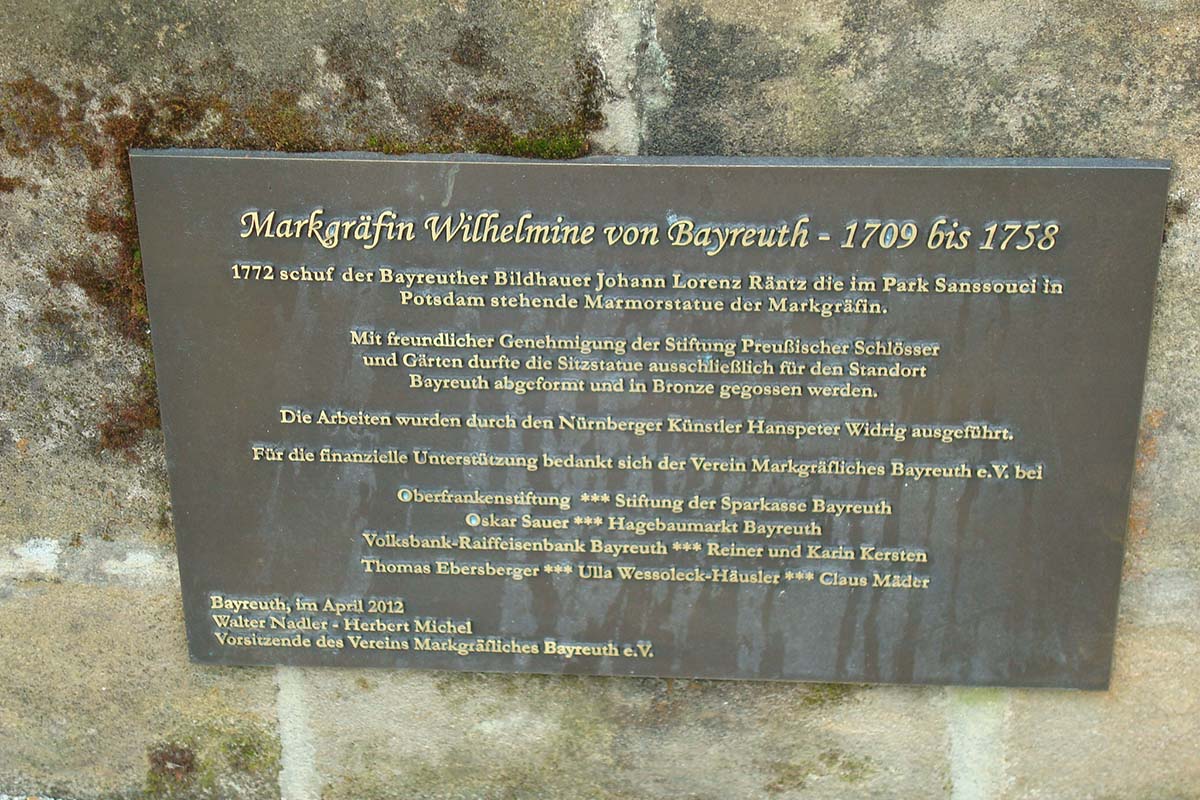 Markgräfin Wilhelmine von Bayreuth - 1709 bis 1758
1772 schuf der Bayreuther Bildhauer Johann Lorenz Räntz die im Park Sanssouci in
Potsdam stehende Marmorstatue der Markgräfin.
Mit freundlicher Genehmigung der Stiftung Preußischer Schlösser
und Gärten durfte die Sitzstatue ausschließlich für den Standort
Bayreuth abgeformt und in Bronze gegossen werden.
Die Arbeiten wurden durch den Nürnberger Künstler Hanspeter Widrig ausgeführt.
Für die finanzielle Unterstützung bedankt sich der Verein Markgräfliches Bayreuth e.V. bei
Oberfrankenstiftung *** Stiftung der Sparkasse Bayreuth
Oskar Sauer *** Hagebaumarkt Bayreuth
Volksbank-Raiffeisenbank Bayreuth *** Reiner und Karin Kersten
Thomas Ebersberger *** Ulla Wessoleck-Häusler *** Claus Mäder
Bayreuth, im April 2012
Walter Nadler - Herbert Michel
Vorsitzende des Vereins Markgräfliches Bayreuth e.V.